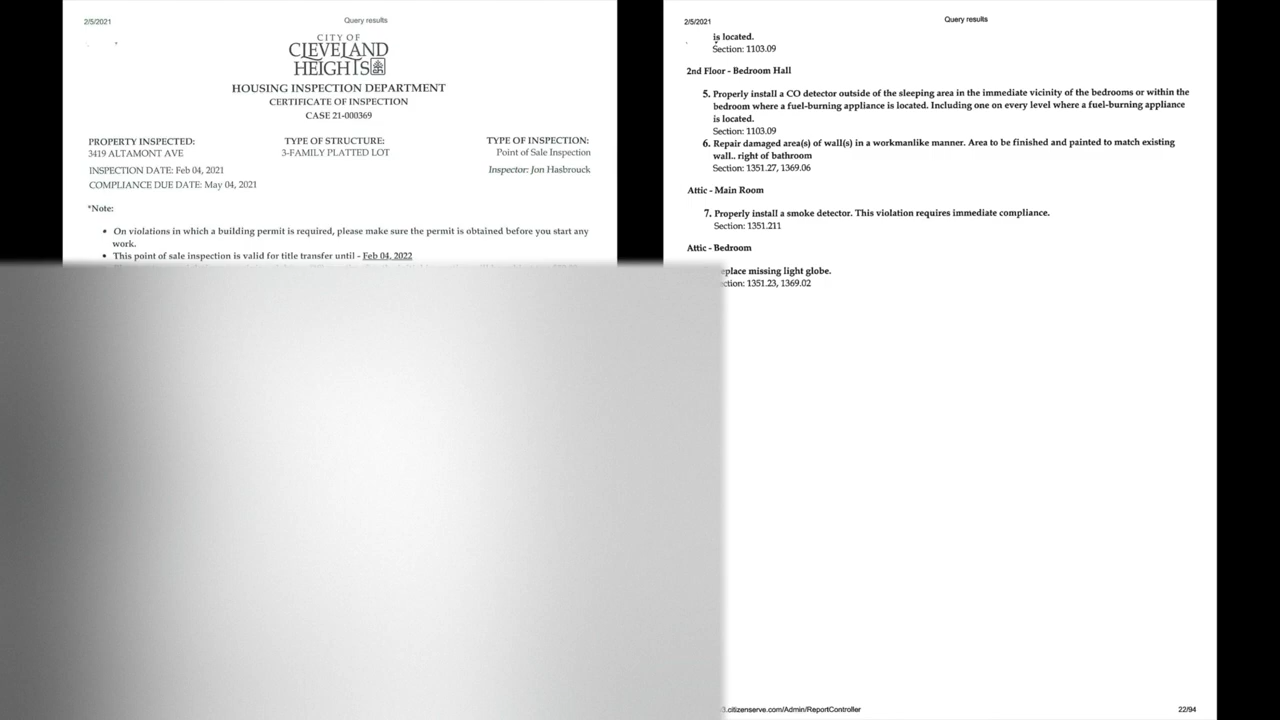 2/5/2021
Query results
CITY OF
CLEVELAND
HEIGHTS
HOUSING INSPECTION DEPARTMENT
CERTIFICATE OF INSPECTION
CASE 21-000369
PROPERTY INSPECTED:
3419 ALTAMONT AVE
TYPE OF STRUCTURE:
3-FAMILY PLATTED LOT
TYPE OF INSPECTION:
Point of Sale Inspection
INSPECTION DATE: Feb 04, 2021
Inspector: Jon Hasbrouck
COMPLIANCE DUE DATE: May 04, 2021
*Note:
• On violations in which a building permit is required, please make sure the permit is obtained before you start any
work.
• This point of sale inspection is valid for title transfer until - Feb 04, 2022
2/5/2021
Query results
is located.
Section: 1103.09
2nd Floor - Bedroom Hall
5. Properly install a CO detector outside of the sleeping area in the immediate vicinity of the bedrooms or within the
bedroom where a fuel-burning appliance is located. Including one on every level where a fuel-burning appliance
is located.
Section: 1103.09
6. Repair damaged area(s) of wall(s) in a workmanlike manner. Area to be finished and painted to match existing
wall.. right of bathroom
Section: 1351.27, 1369.06
Attic - Main Room
7. Properly install a smoke detector. This violation requires immediate compliance.
Section: 1351.211
Attic - Bedroom
eplace missing light globe.
ction: 1351.23, 1369.02
3.citizenserve.com/Admin/ReportController
22/94